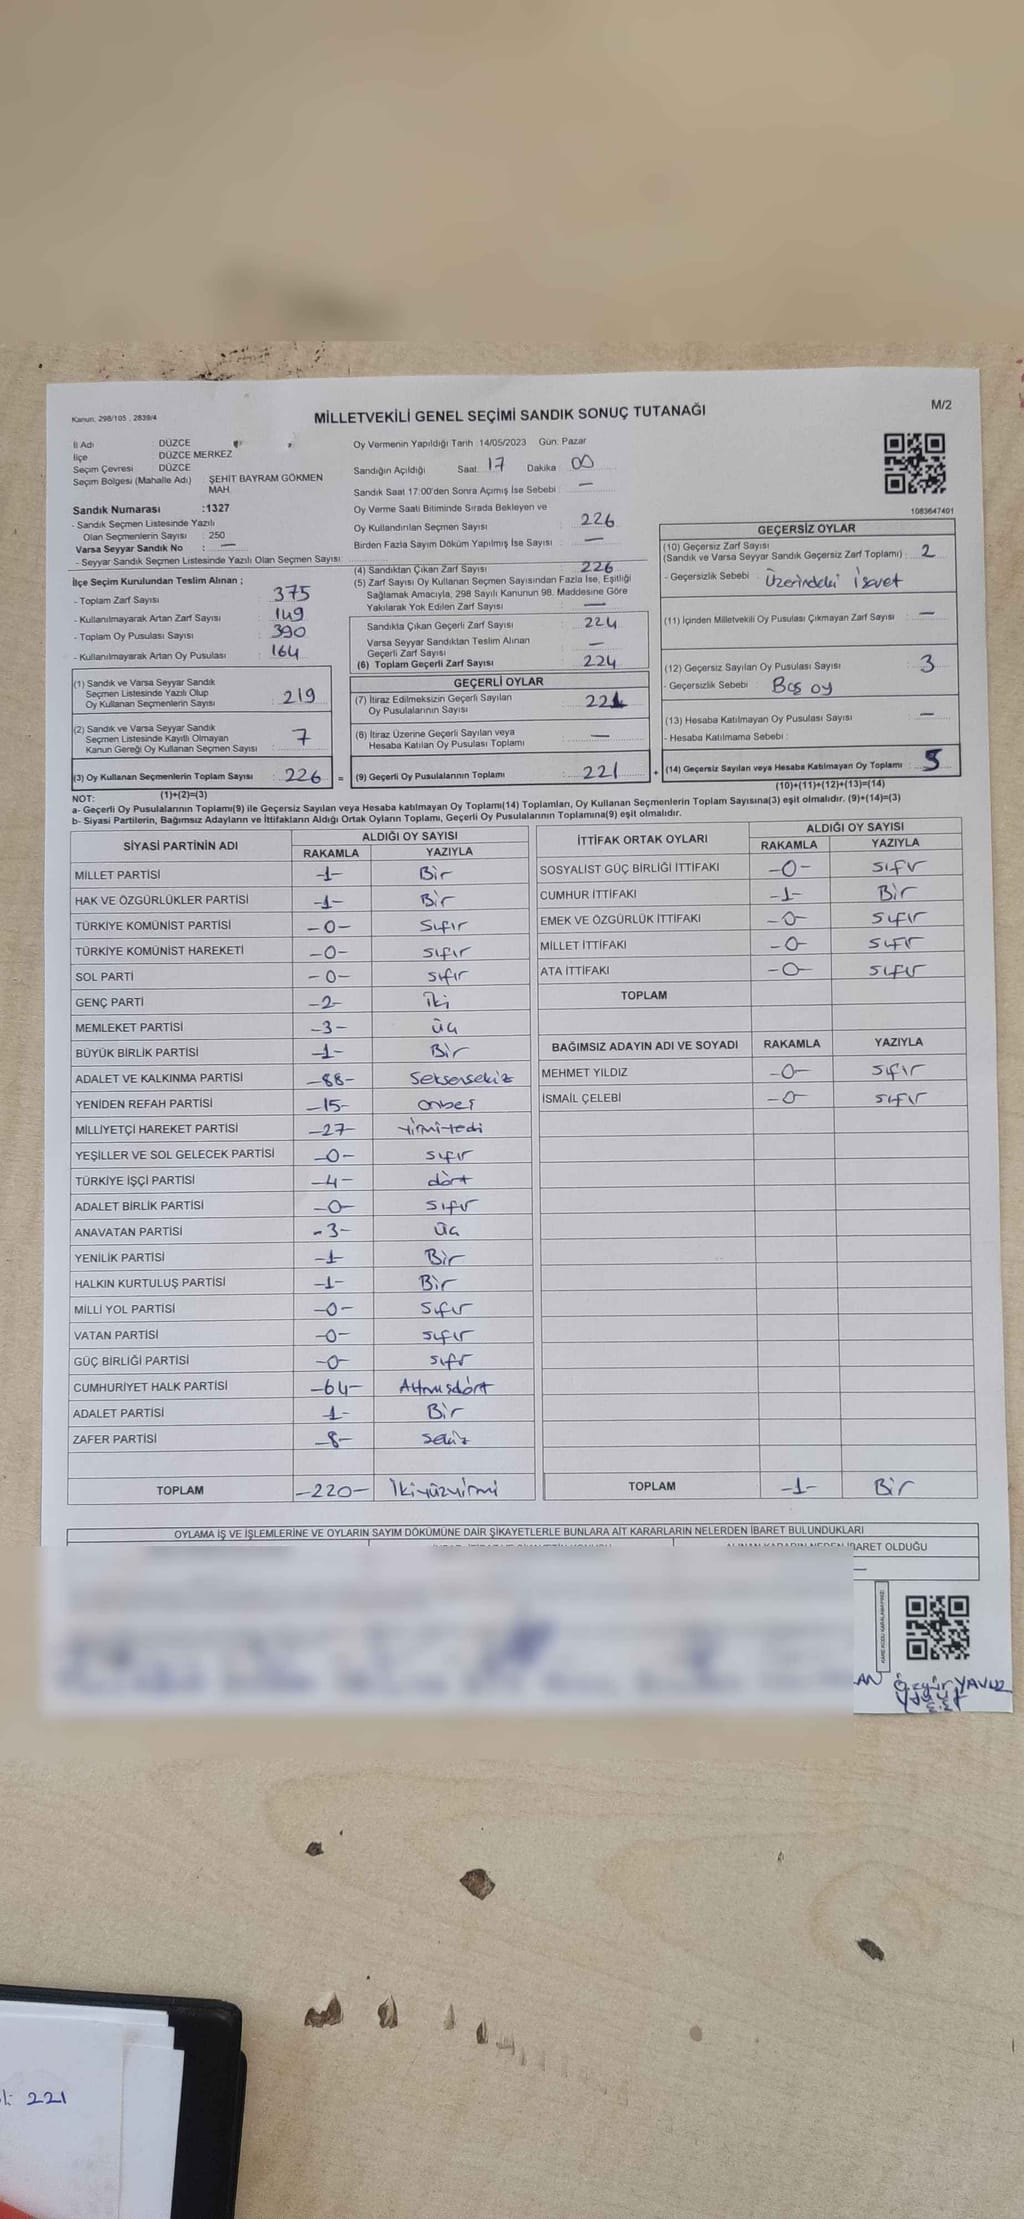 Kanun, 298/105 , 2839/4
MİLLETVEKİLİ GENEL SEÇİMİ SANDIK SONUÇ TUTANAĞI
M/2
İl Adı DÜZCE
İlçe DÜZCE MERKEZ
Seçim Çevresi DÜZCE
Seçim Bölgesi (Mahalle Adı) ŞEHİT BAYRAM GÖKMEN
MAH.
Sandık Numarası :1327
- Sandık Seçmen Listesinde Yazılı
Olan Seçmenlerin Sayısı : 250
Varsa Seyyar Sandık No : —
- Seyyar Sandık Seçmen Listesinde Yazılı Olan Seçmen Sayısı:
İlçe Seçim Kurulundan Teslim Alınan ;
- Toplam Zarf Sayısı : 375
- Kullanılmayarak Artan Zarf Sayısı : 149
- Toplam Oy Pusulası Sayısı : 390
- Kullanılmayarak Artan Oy Pusulası : 164
(1) Sandık ve Varsa Seyyar Sandık
Seçmen Listesinde Yazılı Olup
Oy Kullanan Seçmenlerin Sayısı : 219
(2) Sandık ve Varsa Seyyar Sandık
Seçmen Listesinde Kayıtlı Olmayan
Kanun Gereği Oy Kullanan Seçmen Sayısı : 7
(3) Oy Kullanan Seçmenlerin Toplam Sayısı : 226 =
(1)+(2)=(3)
Oy Vermenin Yapıldığı Tarih :14/05/2023 Gün: Pazar
Sandığın Açıldığı Saat: 17 Dakika : 00
Sandık Saat 17:00'den Sonra Açımış İse Sebebi : —
Oy Verme Saati Bitiminde Sırada Bekleyen ve
Oy Kullandırılan Seçmen Sayısı : 226
Birden Fazla Sayım Döküm Yapılmış İse Sayısı : —
(4) Sandıktan Çıkan Zarf Sayısı : 226
(5) Zarf Sayısı Oy Kullanan Seçmen Sayısından Fazla İse, Eşitliği
Sağlamak Amacıyla, 298 Sayılı Kanunun 98. Maddesine Göre
Yakılarak Yok Edilen Zarf Sayısı : —
Sandıkta Çıkan Geçerli Zarf Sayısı : 224
Varsa Seyyar Sandıktan Teslim Alınan
Geçerli Zarf Sayısı : —
(6) Toplam Geçerli Zarf Sayısı : 224
GEÇERLİ OYLAR
(7) İtiraz Edilmeksizin Geçerli Sayılan
Oy Pusulalarının Sayısı : 221
(8) İtiraz Üzerine Geçerli Sayılan veya
Hesaba Katılan Oy Pusulası Toplamı : —
(9) Geçerli Oy Pusulalarının Toplamı : 221 +
1083647401
GEÇERSİZ OYLAR
(10) Geçersiz Zarf Sayısı
(Sandık ve Varsa Seyyar Sandık Geçersiz Zarf Toplamı) : 2
- Geçersizlik Sebebi : Üzerindeki İşaret
(11) İçinden Milletvekili Oy Pusulası Çıkmayan Zarf Sayısı : —
(12) Geçersiz Sayılan Oy Pusulası Sayısı : 3
- Geçersizlik Sebebi : Boş oy
(13) Hesaba Katılmayan Oy Pusulası Sayısı : —
- Hesaba Katılmama Sebebi :
(14) Geçersiz Sayılan veya Hesaba Katılmayan Oy Toplamı : 5
(10)+(11)+(12)+(13)=(14)
NOT:
a- Geçerli Oy Pusulalarının Toplamı(9) ile Geçersiz Sayılan veya Hesaba katılmayan Oy Toplamı(14) Toplamları, Oy Kullanan Seçmenlerin Toplam Sayısına(3) eşit olmalıdır. (9)+(14)=(3)
b- Siyasi Partilerin, Bağımsız Adayların ve İttifakların Aldığı Ortak Oyların Toplamı, Geçerli Oy Pusulalarının Toplamına(9) eşit olmalıdır.
SİYASİ PARTİNİN ADI ALDIĞI OY SAYISI
RAKAMLA YAZIYLA
MİLLET PARTİSİ -1- Bir
HAK VE ÖZGÜRLÜKLER PARTİSİ -1- Bir
TÜRKİYE KOMÜNİST PARTİSİ -0- Sıfır
TÜRKİYE KOMÜNİST HAREKETİ -0- sıfır
SOL PARTİ -0- sıfır
GENÇ PARTİ -2- iki
MEMLEKET PARTİSİ -3- üç
BÜYÜK BİRLİK PARTİSİ -1- Bir
ADALET VE KALKINMA PARTİSİ -88- Seksensekiz
YENİDEN REFAH PARTİSİ -15- onbeş
MİLLİYETÇİ HAREKET PARTİSİ -27- Yirmiyedi
YEŞİLLER VE SOL GELECEK PARTİSİ -0- sıfır
TÜRKİYE İŞÇİ PARTİSİ -4- dört
ADALET BİRLİK PARTİSİ -0- sıfır
ANAVATAN PARTİSİ -3- üç
YENİLİK PARTİSİ -1- Bir
HALKIN KURTULUŞ PARTİSİ -1- Bir
MİLLİ YOL PARTİSİ -0- Sıfır
VATAN PARTİSİ -0- sıfır
GÜÇ BİRLİĞİ PARTİSİ -0- sıfır
CUMHURİYET HALK PARTİSİ -64- Altmışdört
ADALET PARTİSİ -1- Bir
ZAFER PARTİSİ -8- Sekiz
TOPLAM -220- İkiyüzyirmi
İTTİFAK ORTAK OYLARI ALDIĞI OY SAYISI
RAKAMLA YAZIYLA
SOSYALİST GÜÇ BİRLİĞİ İTTİFAKI -0- sıfır
CUMHUR İTTİFAKI -1- Bir
EMEK VE ÖZGÜRLÜK İTTİFAKI -0- sıfır
MİLLET İTTİFAKI -0- sıfır
ATA İTTİFAKI -0- sıfır
TOPLAM
BAĞIMSIZ ADAYIN ADI VE SOYADI RAKAMLA YAZIYLA
MEHMET YILDIZ -0- sıfır
İSMAİL ÇELEBİ -0- sıfır
TOPLAM -1- Bir
OYLAMA İŞ VE İŞLEMLERİNE VE OYLARIN SAYIM DÖKÜMÜNE DAİR ŞİKAYETLERLE BUNLARA AİT KARARLARIN NELERDEN İBARET BULUNDUKLARI
İBARET OLDUĞU
—
Özgür YAVUZ
221